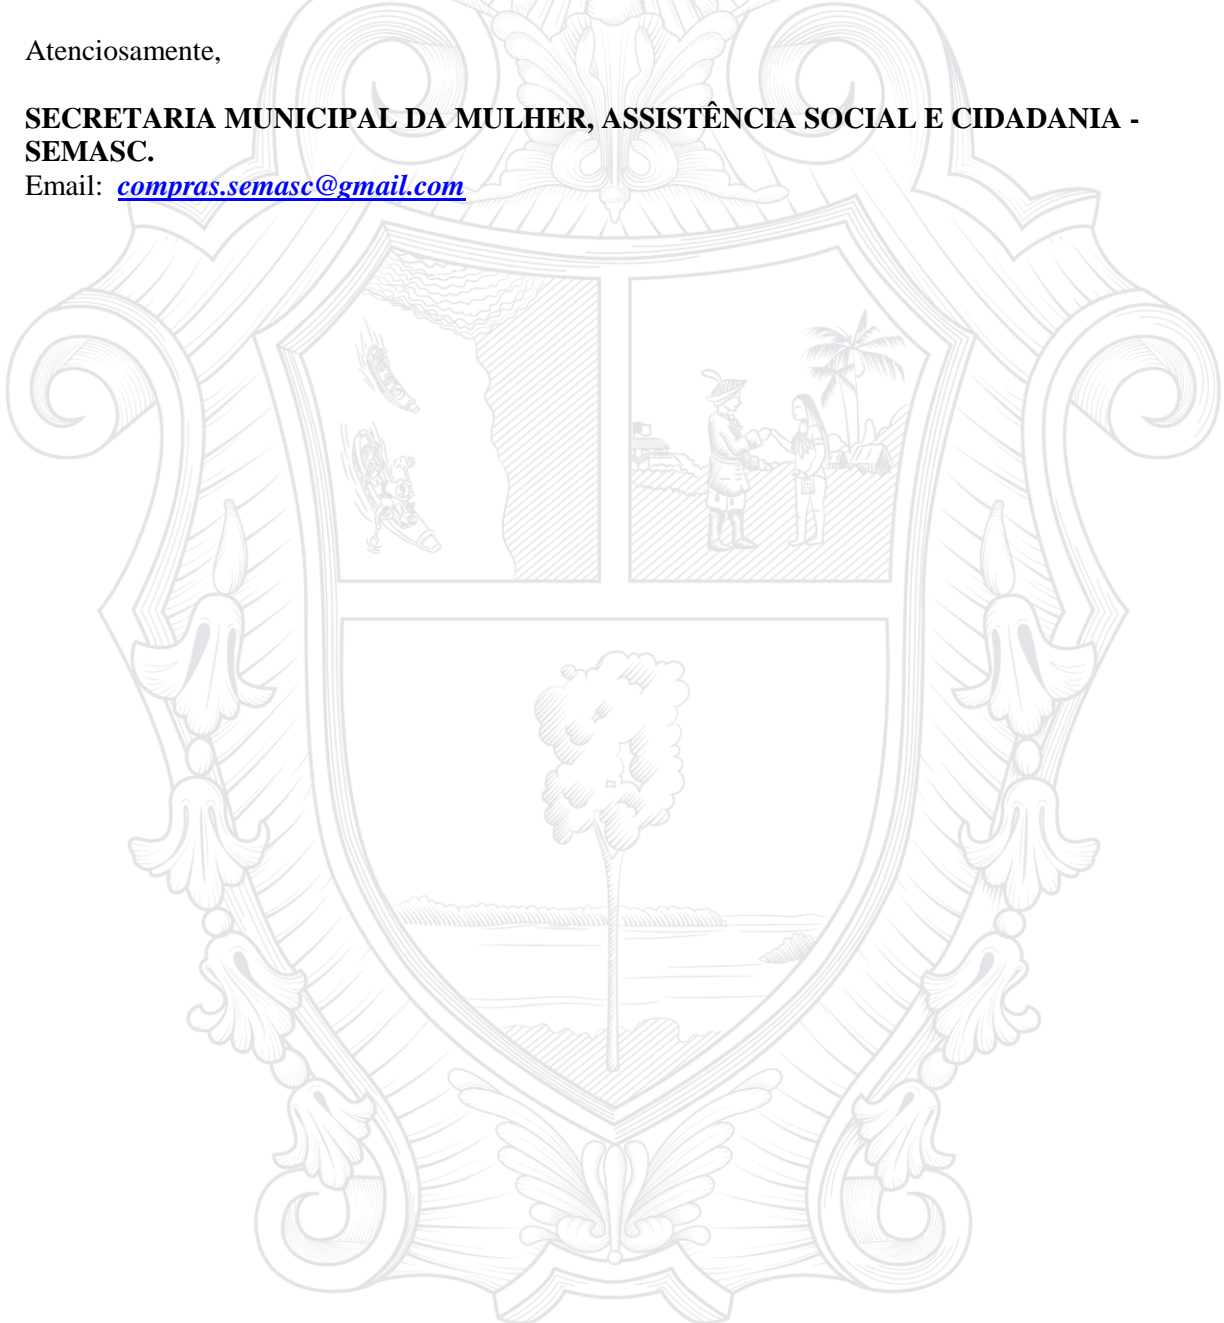 Atenciosamente,
SECRETARIA MUNICIPAL DA MULHER, ASSISTÊNCIA SOCIAL E CIDADANIA -
SEMASC.
Email: compras.semasc@gmail.com